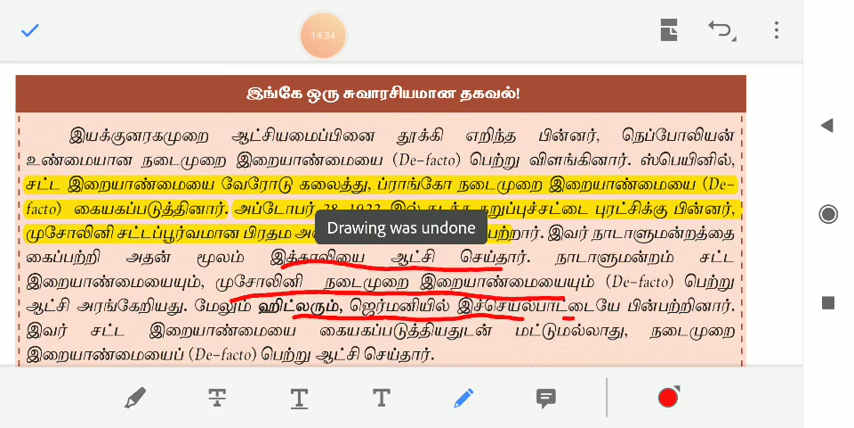 14:34
இங்கே ஒரு சுவாரசியமான தகவல்!
இயக்குனரகமுறை ஆட்சியமைப்பினை தூக்கி எறிந்த பின்னர், நெப்போலியன்
உண்மையான நடைமுறை இறையாண்மையை (De-facto) பெற்று விளங்கினார். ஸ்பெயினில்,
சட்ட இறையாண்மையை வேரோடு கலைத்து, ப்ராங்கோ நடைமுறை இறையாண்மையை (De-
facto) கையகப்படுத்தினார். அப்டோபர் 28, 1922 இல் நடந்த கறுப்புச்சட்டை புரட்சிக்கு பின்னர்,
Drawing was undone
முசோலினி சட்டப்பூர்வமான பிரதம இவர் நாடாளுமன்றத்தை
கைப்பற்றி அதன் மூலம் இத்தாலியை ஆட்சி செய்தார். நாடாளுமன்றம் சட்ட
இறையாண்மையையும், முசோலினி நடைமுறை இறையாண்மையையும் (De-facto) பெற்று
ஆட்சி அரங்கேறியது. மேலும் ஹிட்லரும், ஜெர்மனியில் இச்செயல்பாட்டையே பின்பற்றினார்.
இவர் சட்ட இறையாண்மையை கையகப்படுத்தியதுடன் மட்டுமல்லாது, நடைமுறை
இறையாண்மையைப் (De-facto) பெற்று ஆட்சி செய்தார்.